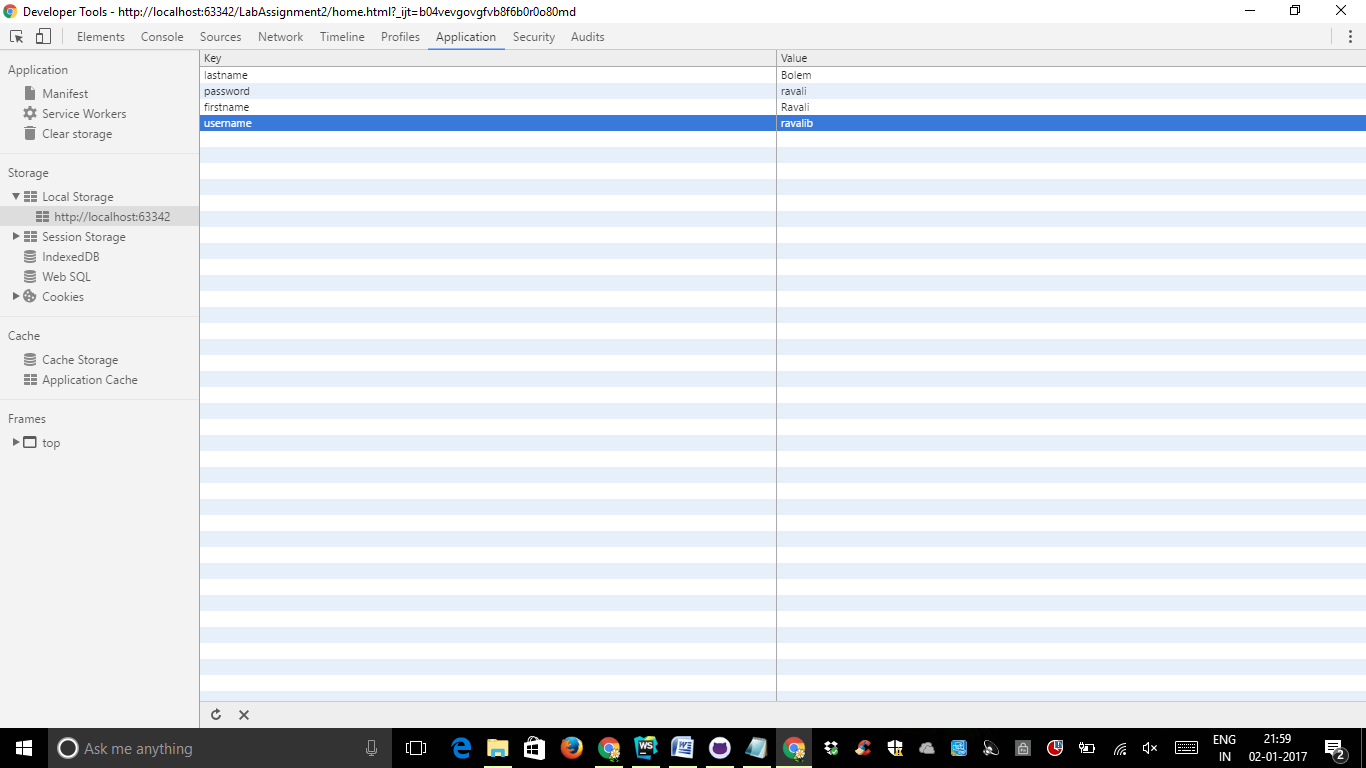 Developer Tools - http://localhost:63342/LabAssignment2/home.html?_ijt=b04vevgovgfvb8f6b0r0o80md
Elements Console Sources Network Timeline Profiles Application Security Audits
Application
Manifest
Service Workers
Clear storage
Storage
Local Storage
http://localhost:63342
Session Storage
IndexedDB
Web SQL
Cookies
Cache
Cache Storage
Application Cache
Frames
top
Key Value
lastname Bolem
password ravali
firstname Ravali
username ravalib
Ask me anything
WS
W
ENG
IN
21:59
02-01-2017
2